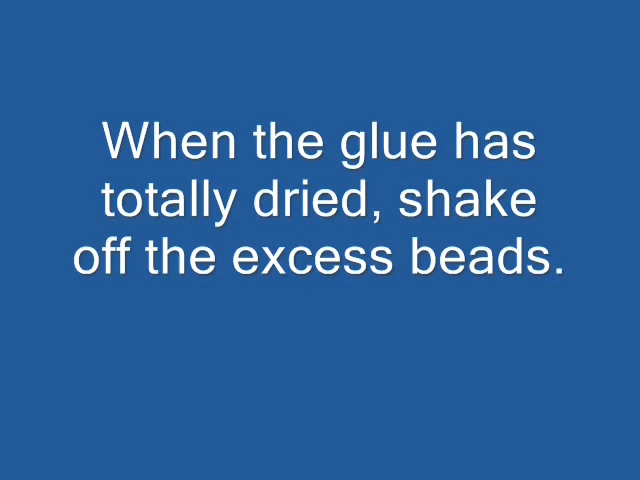 When the glue has
totally dried, shake
off the excess beads.